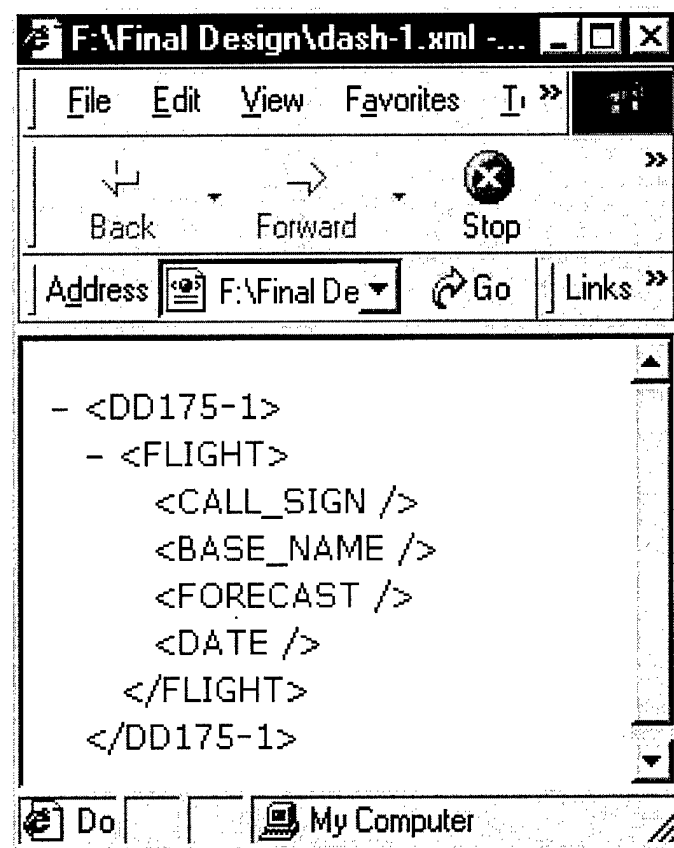 F:\Final Design\dash-1.xml -...
File Edit View Favorites »
Back Forward Stop »
Address F:\Final De Go Links »
- <DD175-1>
- <FLIGHT>
<CALL_SIGN />
<BASE_NAME />
<FORECAST />
<DATE />
</FLIGHT>
</DD175-1>
Do My Computer